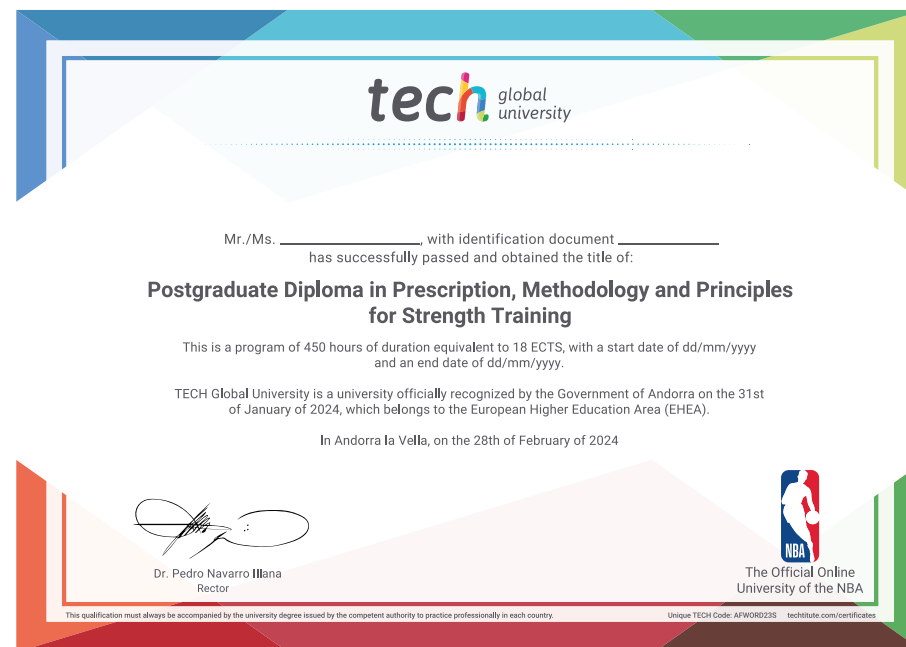 tech global
university
Mr./Ms. ____________, with identification document ____________
has successfully passed and obtained the title of:
Postgraduate Diploma in Prescription, Methodology and Principles
for Strength Training
This is a program of 450 hours of duration equivalent to 18 ECTS, with a start date of dd/mm/yyyy
and an end date of dd/mm/yyyy.
TECH Global University is a university officially recognized by the Government of Andorra on the 31st
of January of 2024, which belongs to the European Higher Education Area (EHEA).
In Andorra la Vella, on the 28th of February of 2024
Dr. Pedro Navarro Illana
Rector
NBA
The Official Online
University of the NBA
This qualification must always be accompanied by the university degree issued by the competent authority to practice professionally in each country.
Unique TECH Code: AFWORD23S techtitute.com/certificates